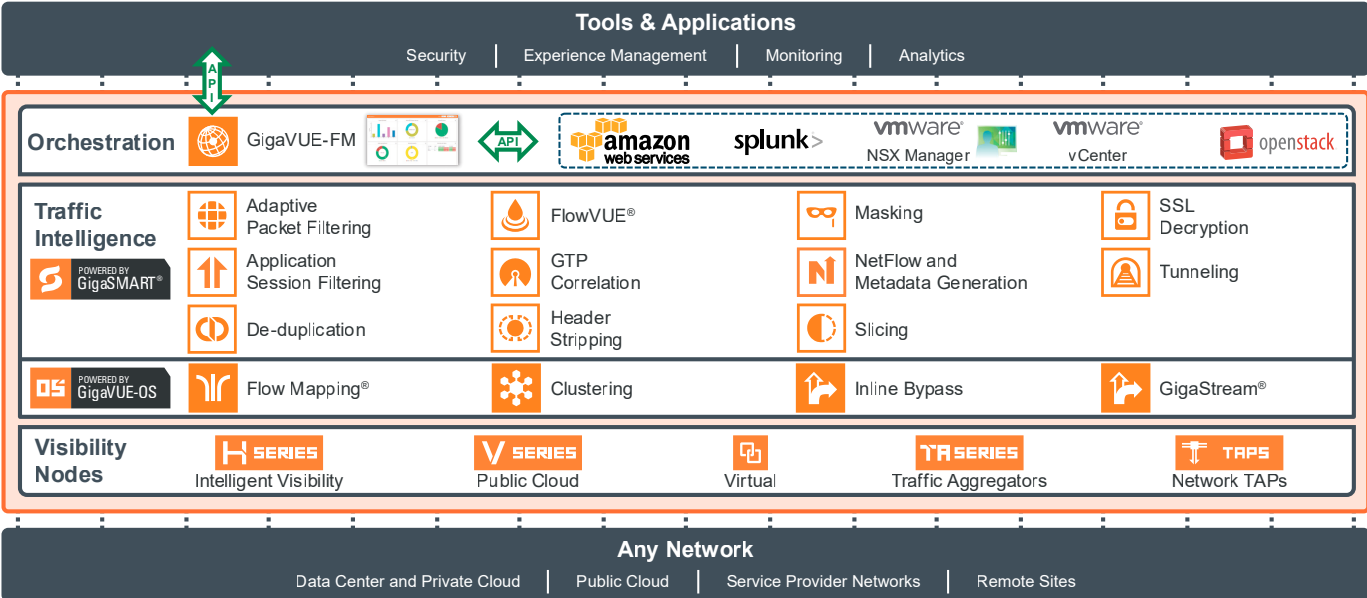 Tools & Applications
Security | Experience Management | Monitoring | Analytics
API
Orchestration
GigaVUE-FM
API
amazon
web services
splunk>
vmware®
NSX Manager
vmware®
vCenter
openstack
Traffic
Intelligence
POWERED BY
GigaSMART®
Adaptive
Packet Filtering
FlowVUE®
Masking
SSL
Decryption
Application
Session Filtering
GTP
Correlation
NetFlow and
Metadata Generation
Tunneling
De-duplication
Header
Stripping
Slicing
OS
POWERED BY
GigaVUE-OS
Flow Mapping®
Clustering
Inline Bypass
GigaStream®
Visibility
Nodes
H SERIES
Intelligent Visibility
V SERIES
Public Cloud
Virtual
TA SERIES
Traffic Aggregators
TAPS
Network TAPs
Any Network
Data Center and Private Cloud | Public Cloud | Service Provider Networks | Remote Sites